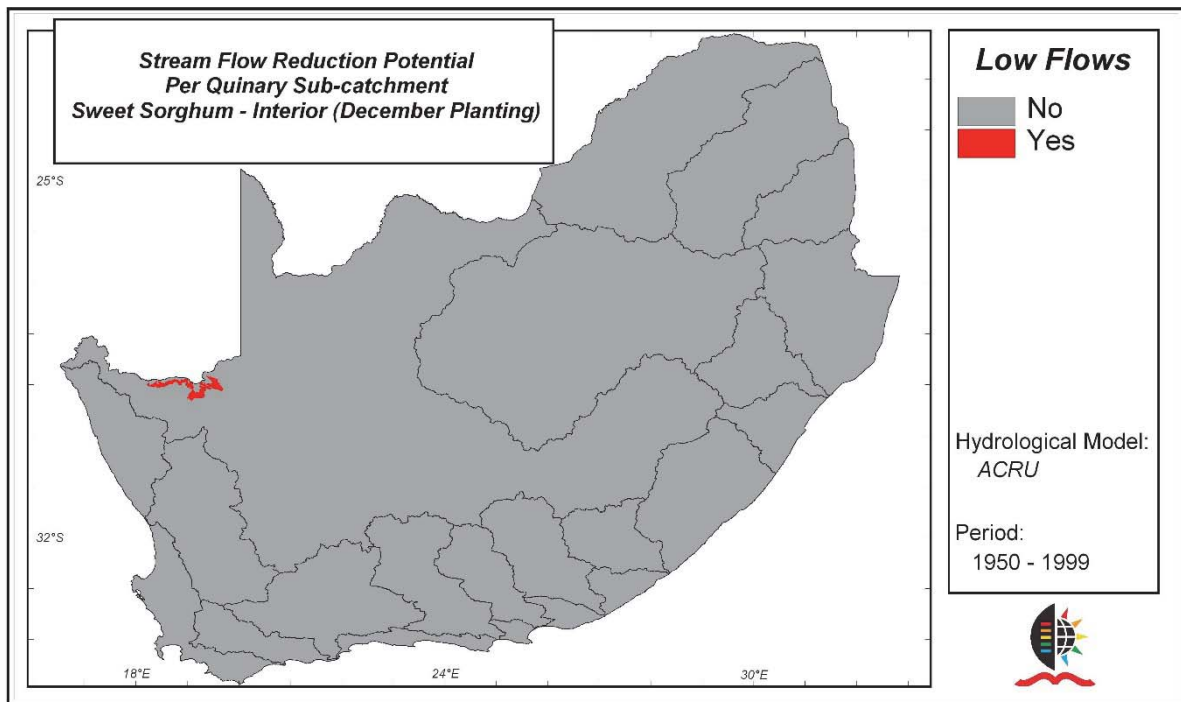 Stream Flow Reduction Potential
Per Quinary Sub-catchment
Sweet Sorghum - Interior (December Planting)
Low Flows
No
Yes
25°S
32°S
Hydrological Model:
ACRU
Period:
1950 - 1999
18°E
24°E
30°E